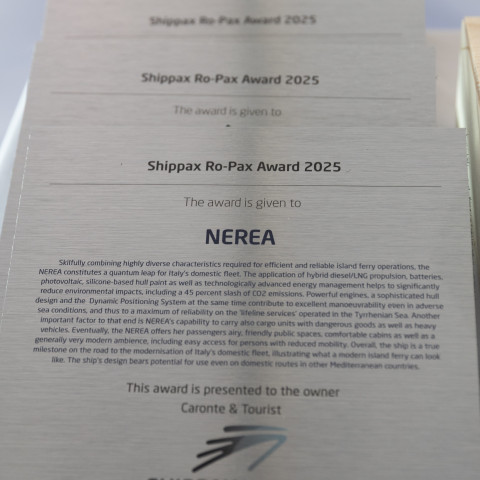 Shippax Ro-Pax Award 2025
Shippax Ro-Pax Award 2025
The award is given to
Shippax Ro-Pax Award 2025
The award is given to
NEREA
Skilfully combining highly diverse characteristics required for efficient and reliable island ferry operations, the
NEREA constitutes a quantum leap for Italy's domestic fleet. The application of hybrid diesel/LNG propulsion, batteries,
photovoltaic, silicone-based hull paint as well as technologically advanced energy management helps to significantly
reduce environmental impacts, including a 45 percent slash of CO2 emissions. Powerful engines, a sophisticated hull
design and the Dynamic Positioning System at the same time contribute to excellent manoeuvrability even in adverse
sea conditions, and thus to a maximum of reliability on the 'lifeline services' operated in the Tyrrhenian Sea. Another
important factor to that end is NEREA's capability to carry also cargo units with dangerous goods as well as heavy
vehicles. Eventually, the NEREA offers her passengers airy, friendly public spaces, comfortable cabins as well as a
generally very modern ambience, including easy access for persons with reduced mobility. Overall, the ship is a true
milestone on the road to the modernisation of Italy's domestic fleet, illustrating what a modern island ferry can look
like. The ship's design bears potential for use even on domestic routes in other Mediterranean countries.
This award is presented to the owner
Caronte & Tourist